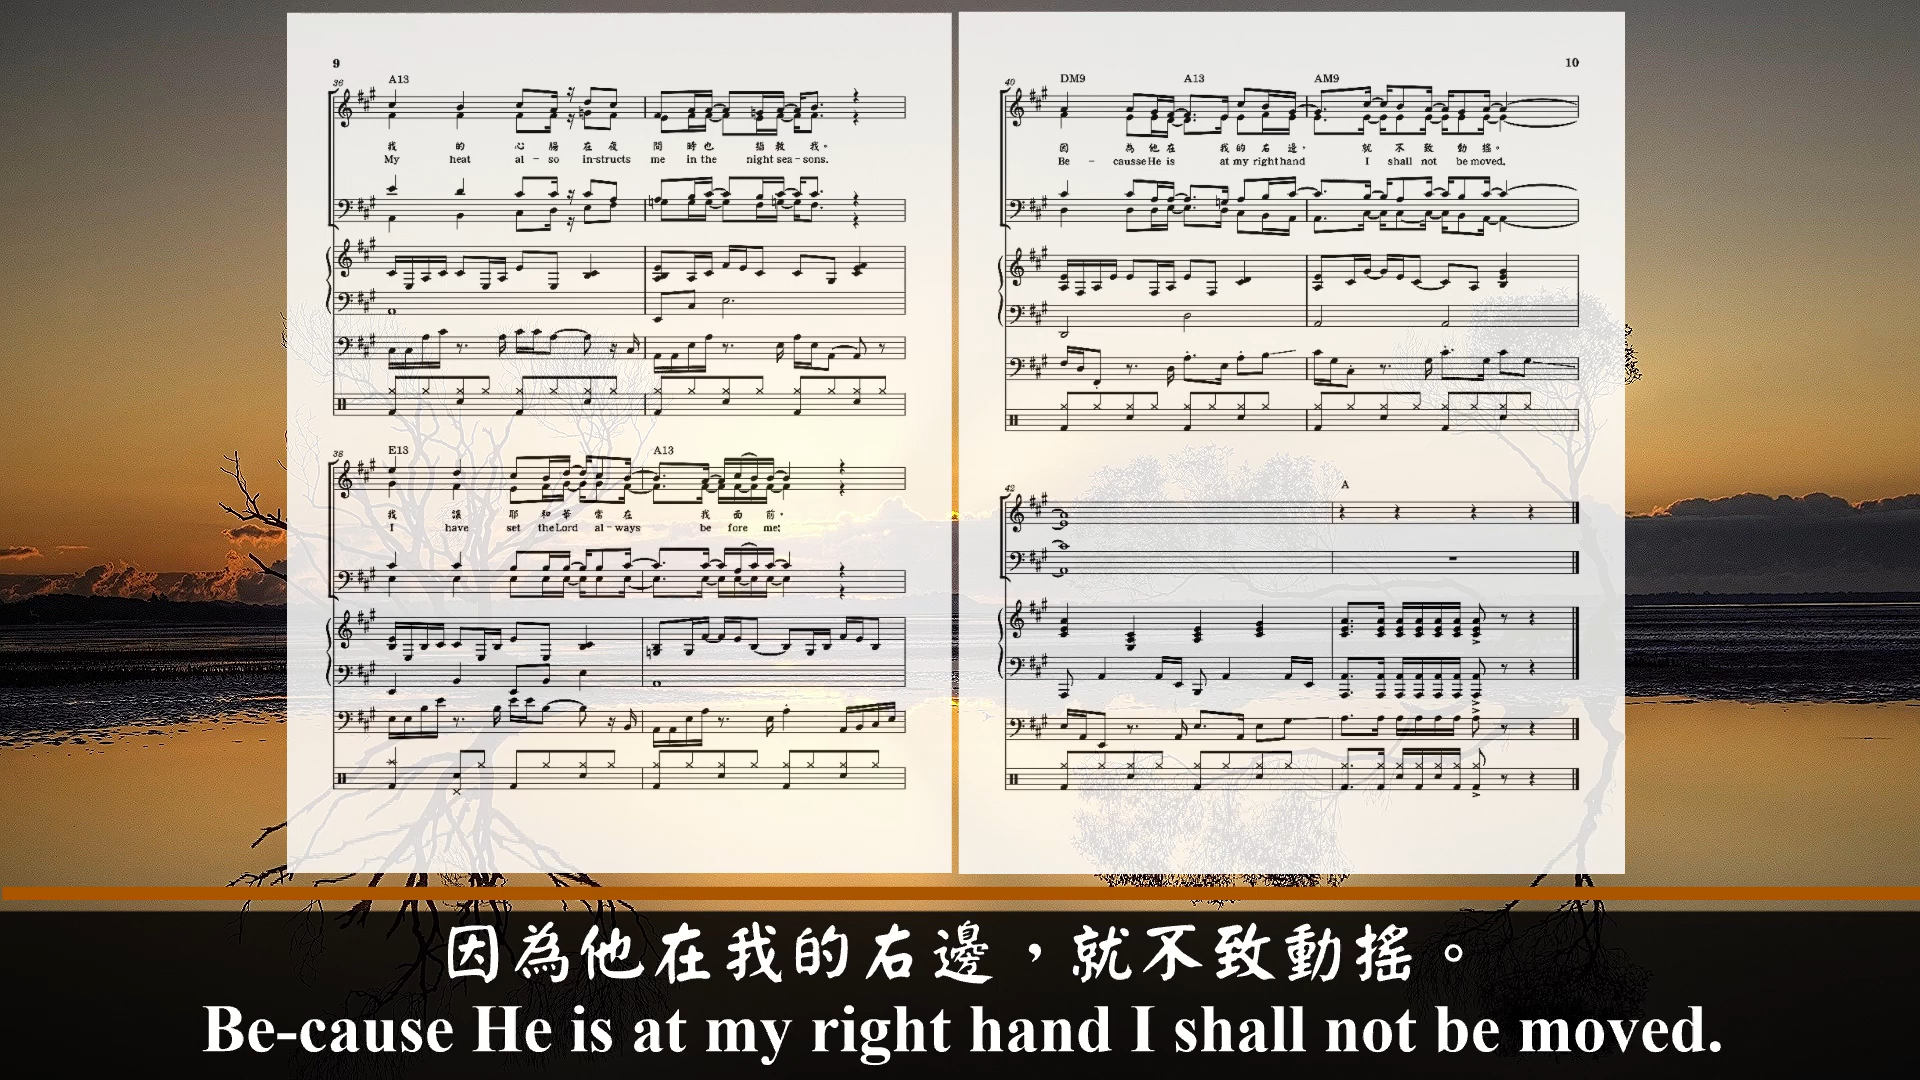 9
36
A13
我 的 心 腸 在 夜 間 時 也 指 教 我。
My heat al - so in-structs me in the night sea-sons.
38
E13 A13
我 讓 耶 和 華 常 在 我 面 前，
I have set the Lord al-ways be fore me;
10
40
DM9 A13 AM9
因 為 他 在 我 的 右 邊， 就 不 致 動 搖。
Be - causse He is at my right hand I shall not be moved.
42
A
因為他在我的右邊，就不致動搖。
Be-cause He is at my right hand I shall not be moved.